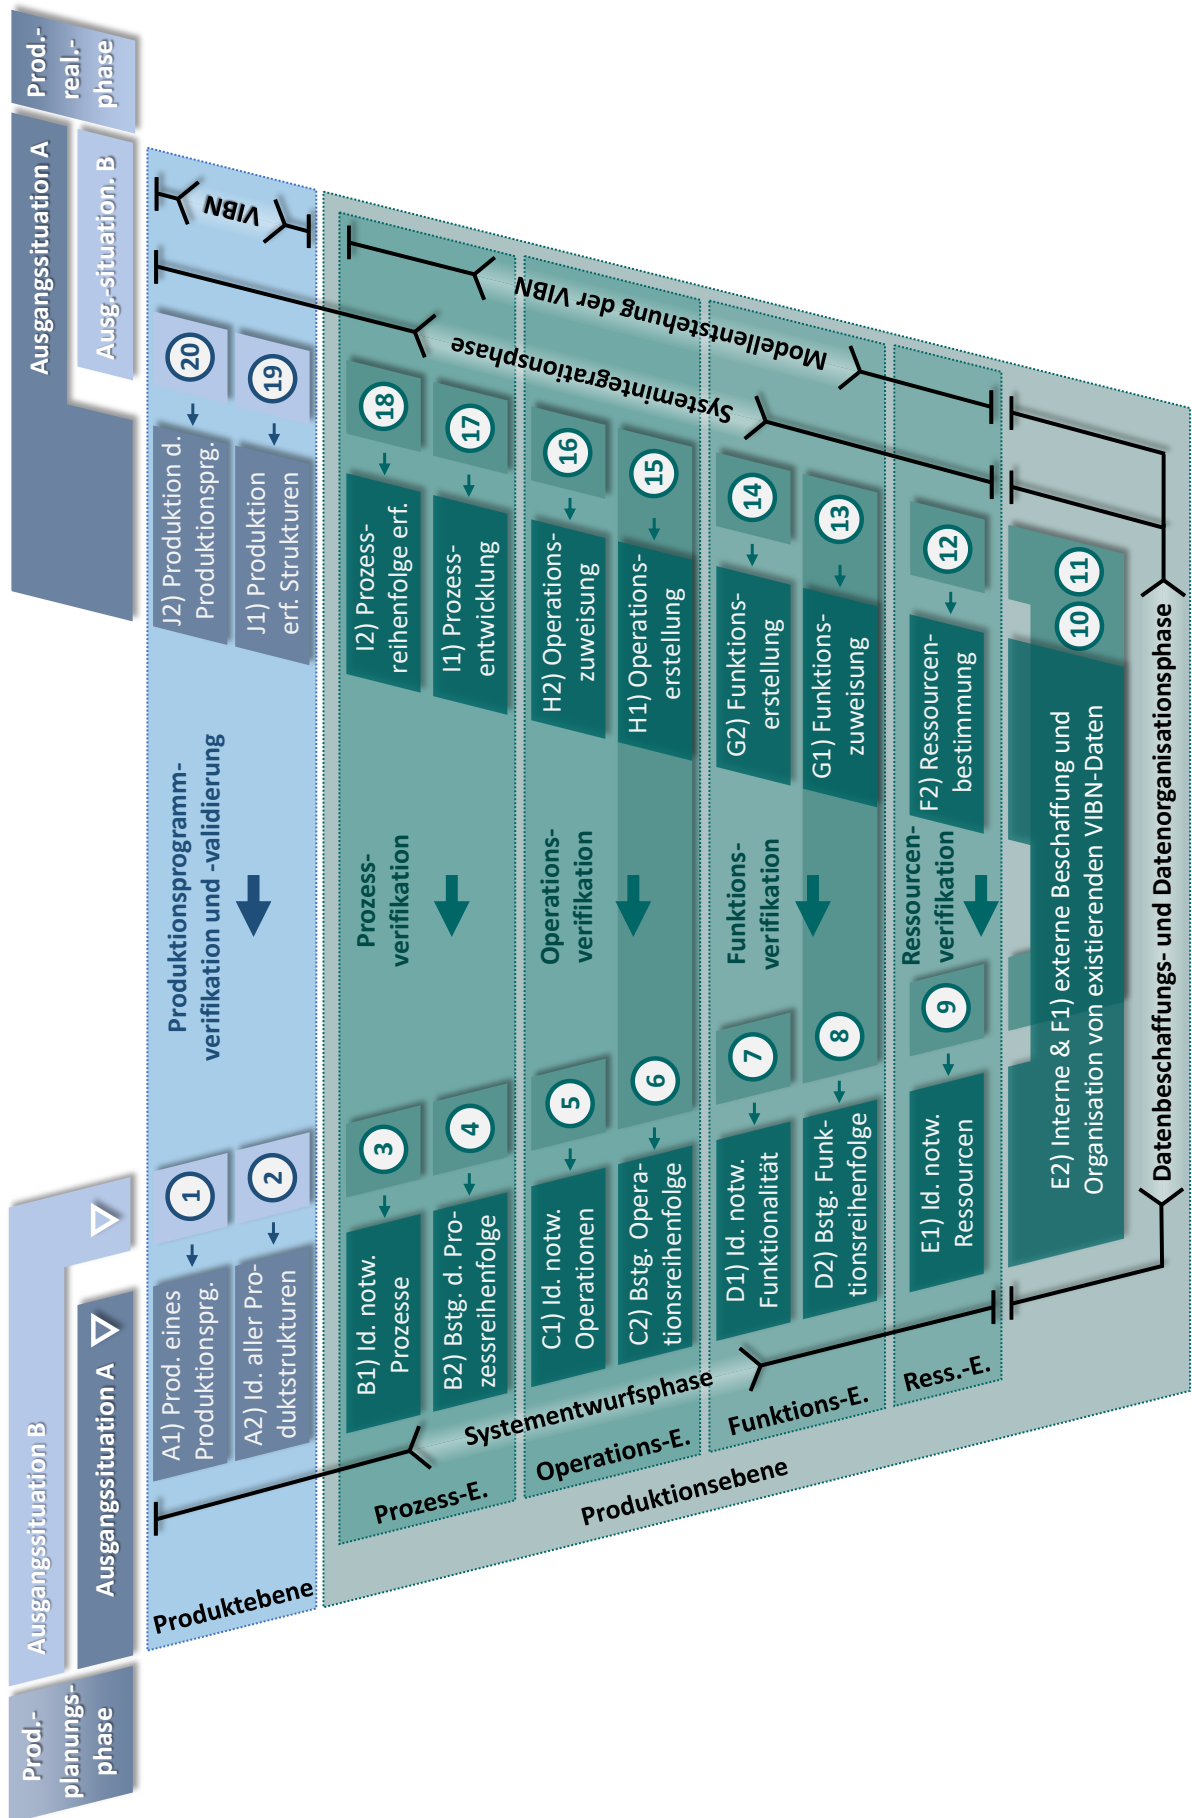 Prod.-
planungs-
phase
Ausgangssituation B
Ausgangssituation A
Ausgangssituation A
Ausg.-situation. B
Prod.-
real.-
phase
Produktebene
A1) Prod. eines
Produktionsprg.
1
A2) Id. aller Pro-
duktstrukturen
2
Produktionsprogramm-
verifikation und -validierung
J2) Produktion d.
Produktionsprg.
20
J1) Produktion
erf. Strukturen
19
VIBN
Prozess-E.
B1) Id. notw.
Prozesse
3
B2) Bstg. d. Pro-
zessreihenfolge
4
Prozess-
verifikation
I2) Prozess-
reihenfolge erf.
18
I1) Prozess-
entwicklung
17
Operations-E.
C1) Id. notw.
Operationen
5
C2) Bstg. Opera-
tionsreihenfolge
6
Operations-
verifikation
H2) Operations-
zuweisung
16
H1) Operations-
erstellung
15
Funktions-E.
D1) Id. notw.
Funktionalität
7
D2) Bstg. Funk-
tionsreihenfolge
8
Funktions-
verifikation
G2) Funktions-
erstellung
14
G1) Funktions-
zuweisung
13
Ress.-E.
E1) Id. notw.
Ressourcen
9
Ressourcen-
verifikation
F2) Ressourcen-
bestimmung
12
E2) Interne & F1) externe Beschaffung und
Organisation von existierenden VIBN-Daten
10
11
Produktionsebene
Systementwurfsphase
Systemintegrationsphase
Modellentstehung der VIBN
Datenbeschaffungs- und Datenorganisationsphase